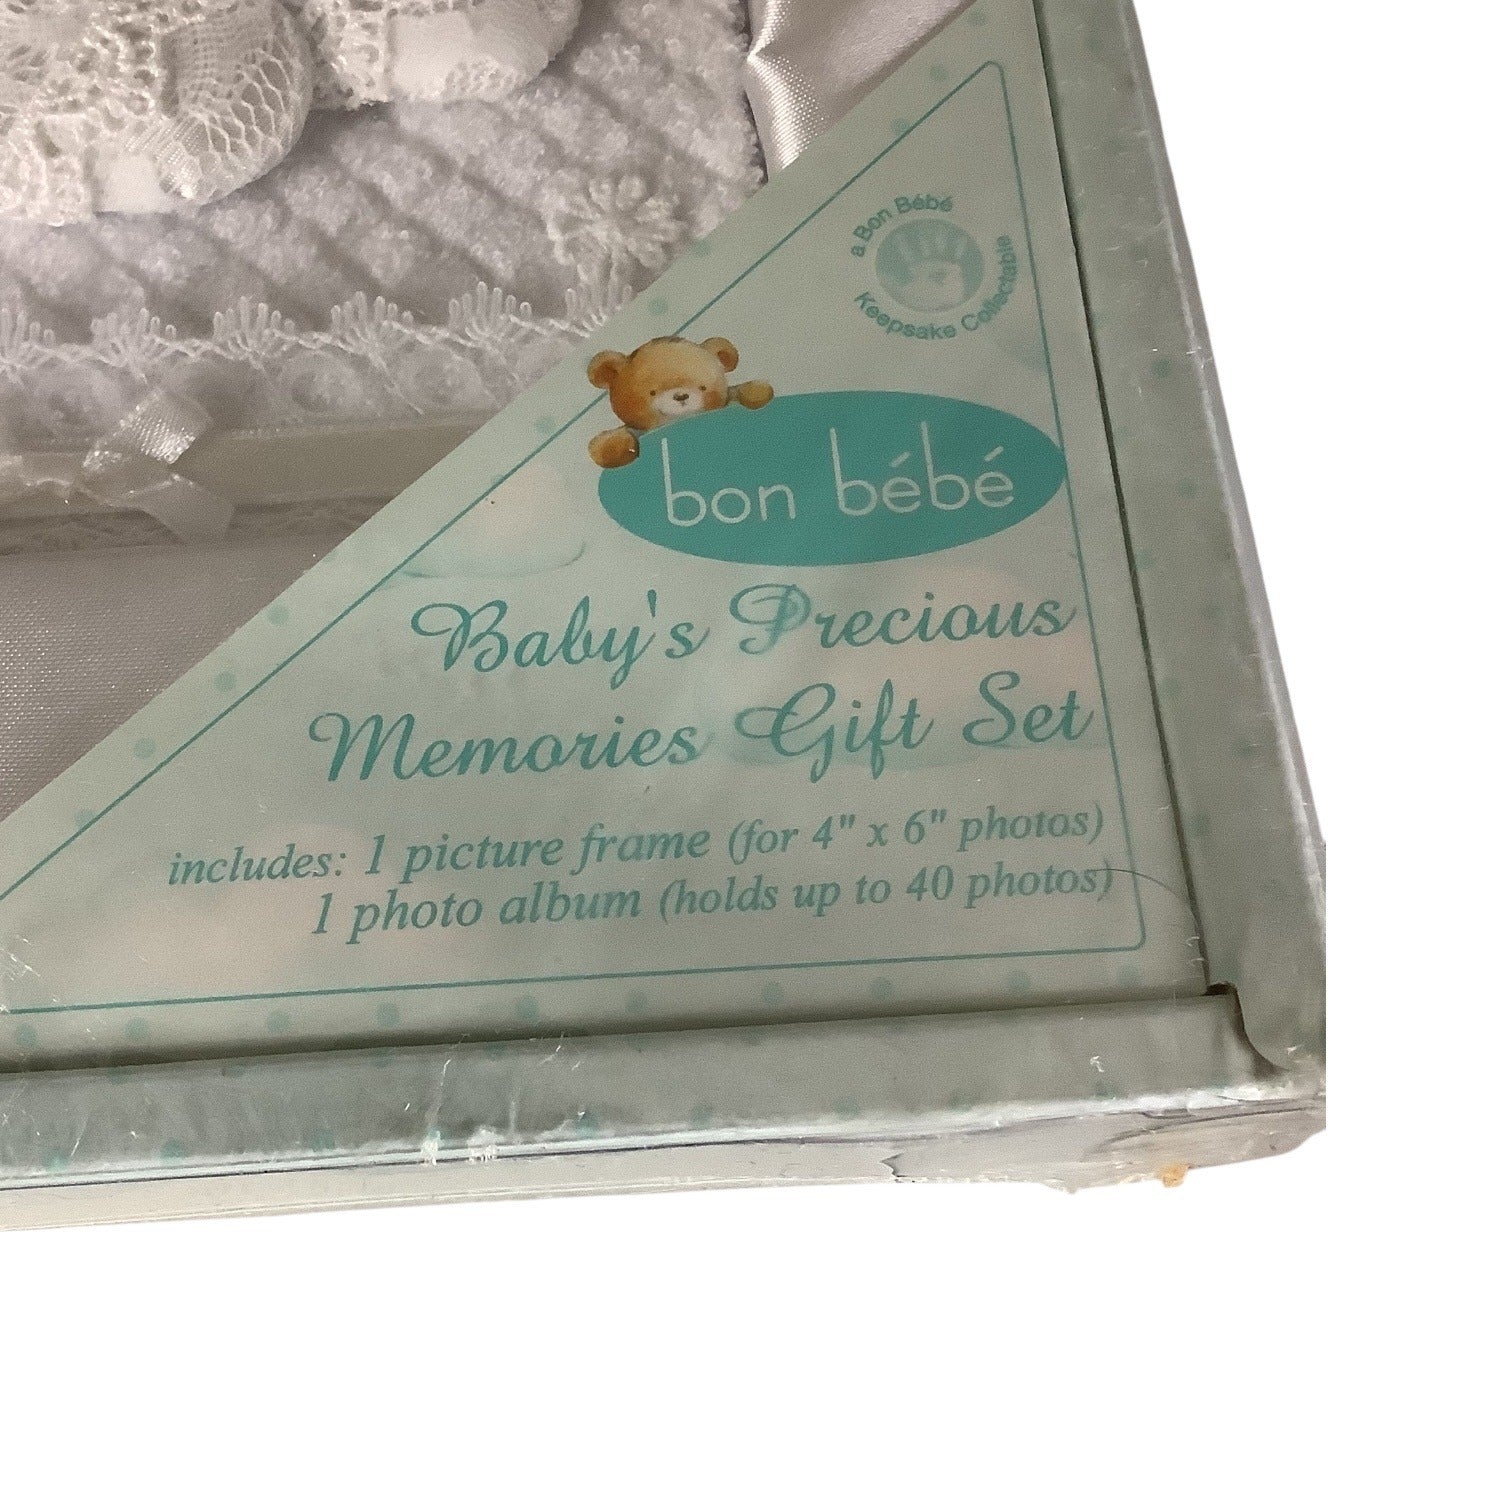 a Bon Bébé
Keepsake Collectable
bon bébé
Baby's Precious
Memories Gift Set
includes: 1 picture frame (for 4" x 6" photos)
1 photo album (holds up to 40 photos)